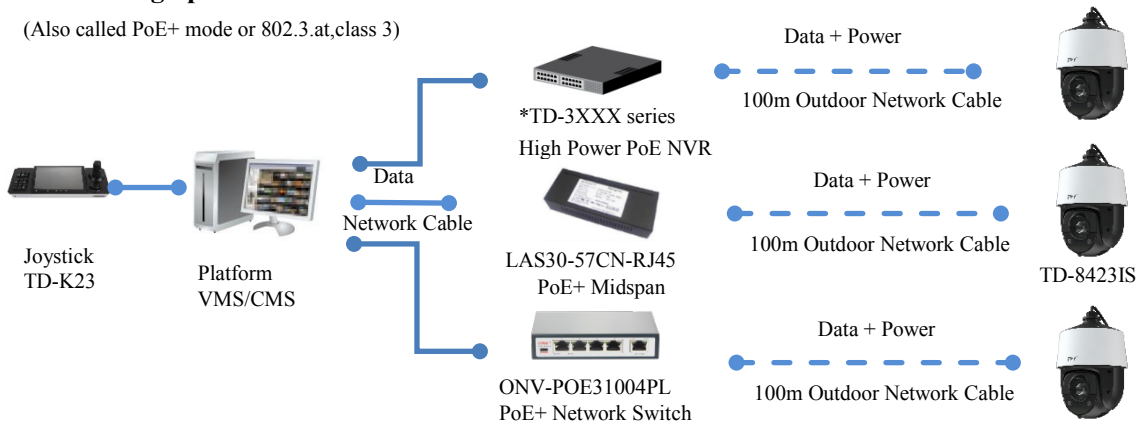 (Also called PoE+ mode or 802.3.at,class 3)
Data + Power
100m Outdoor Network Cable
*TD-3XXX series
High Power PoE NVR
Data
Network Cable
Joystick
TD-K23
Platform
VMS/CMS
LAS30-57CN-RJ45
PoE+ Midspan
Data + Power
100m Outdoor Network Cable
TD-8423IS
ONV-POE31004PL
PoE+ Network Switch
Data + Power
100m Outdoor Network Cable